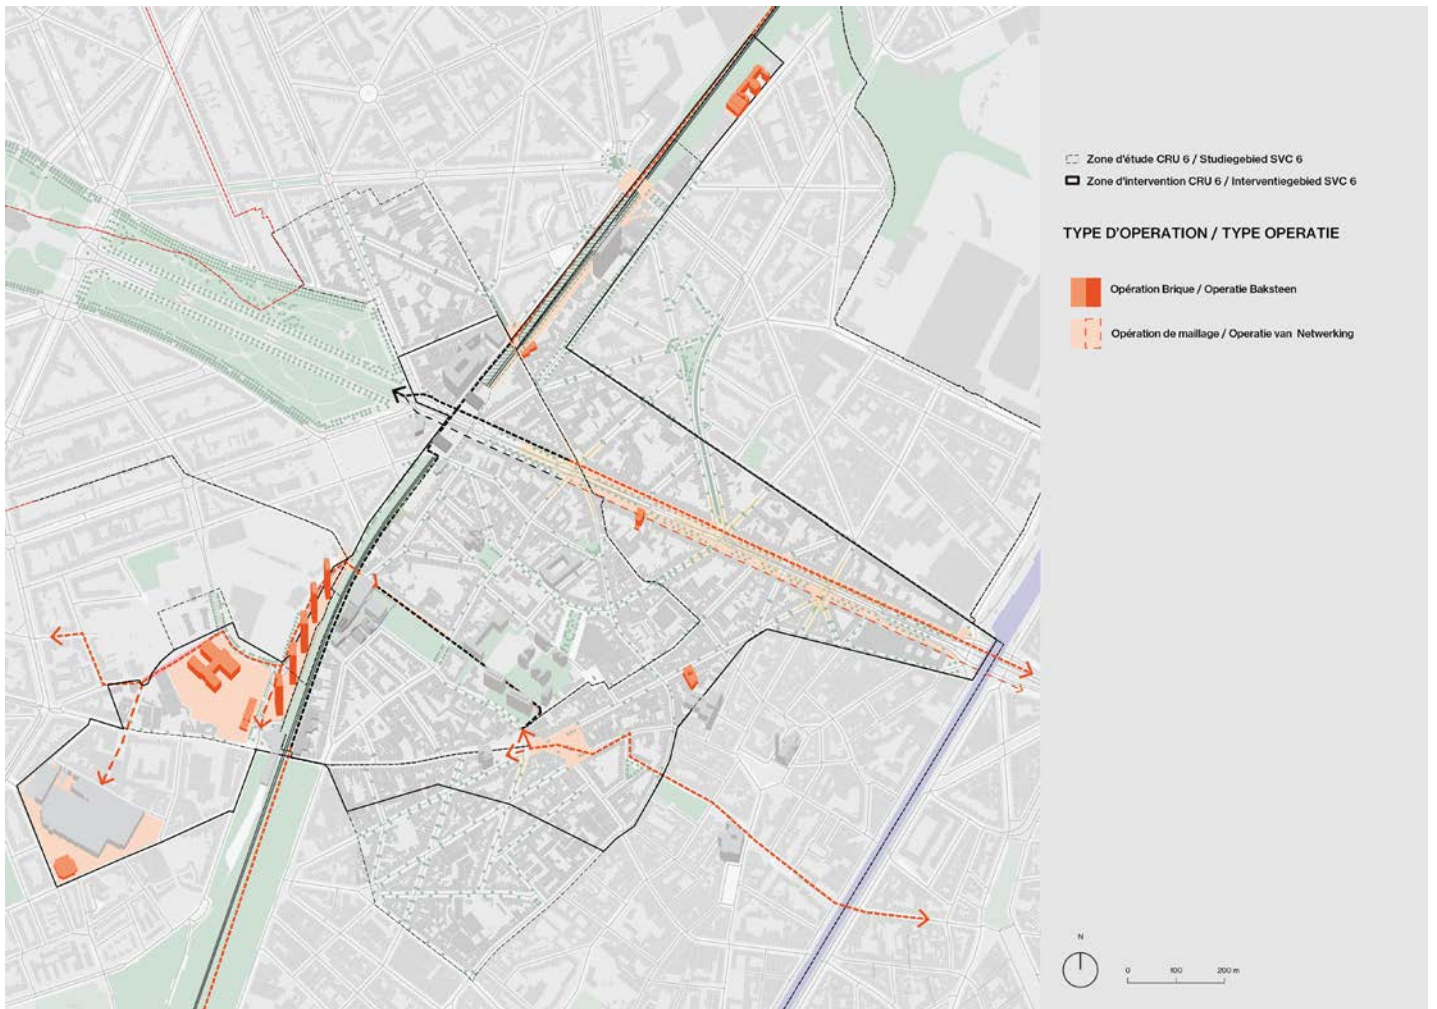 Zone d'étude CRU 6 / Studiegebied SVC 6
Zone d'intervention CRU 6 / Interventiegebied SVC 6
TYPE D'OPERATION / TYPE OPERATIE
Opération Brique / Operatie Baksteen
Opération de maillage / Operatie van Netwerking
N
0 100 200 m